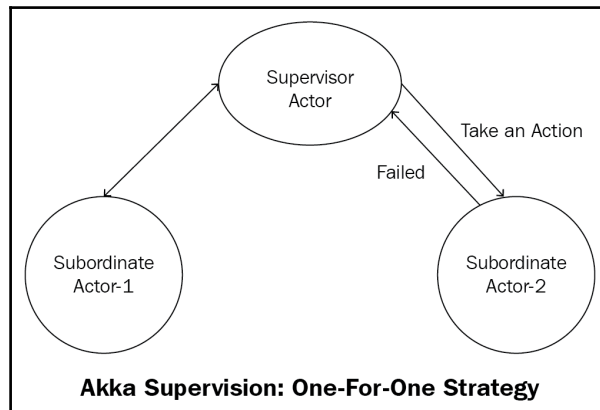 Supervisor
Actor
Take an Action
Failed
Subordinate
Actor-1
Subordinate
Actor-2
Akka Supervision: One-For-One Strategy